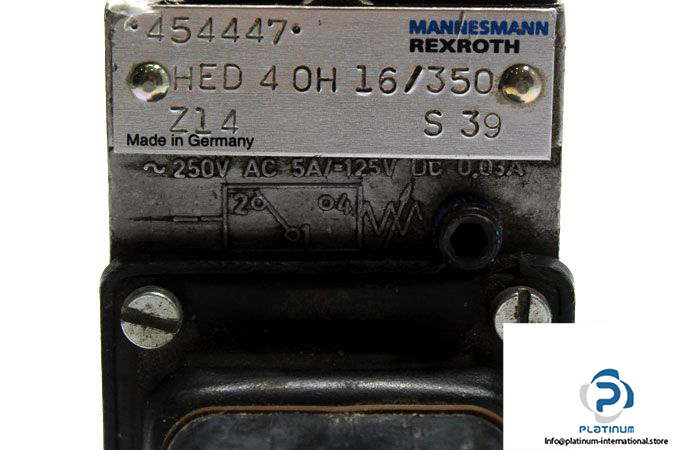 •454447•
MANNESMANN
REXROTH
HED 4 OH 16/350
Z14 S 39
Made in Germany
~ 250V AC 5A/=125V DC 0,03A
2 4
1
PLATINUM
Info@platinum-international.store